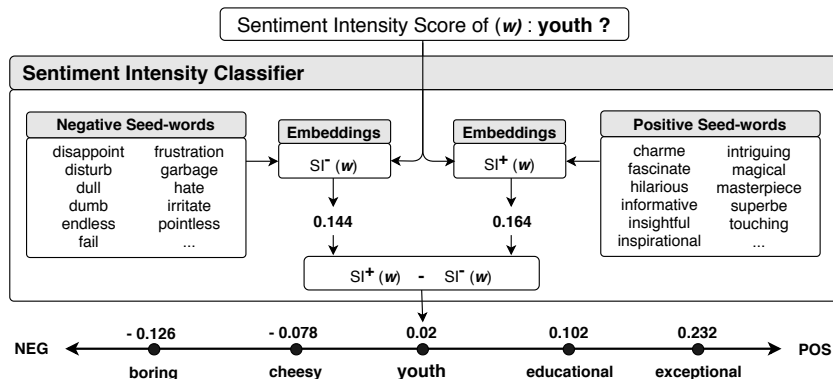 Sentiment Intensity Score of (w) : youth ?
Sentiment Intensity Classifier
Negative Seed-words
disappoint frustration
disturb garbage
dull hate
dumb irritate
endless pointless
fail ...
Embeddings
SI⁻ (w)
0.144
Embeddings
SI⁺ (w)
0.164
Positive Seed-words
charme intriguing
fascinate magical
hilarious masterpiece
informative superbe
insightful touching
inspirational ...
SI⁺ (w) - SI⁻ (w)
- 0.126 - 0.078 0.02 0.102 0.232
NEG POS
boring cheesy youth educational exceptional